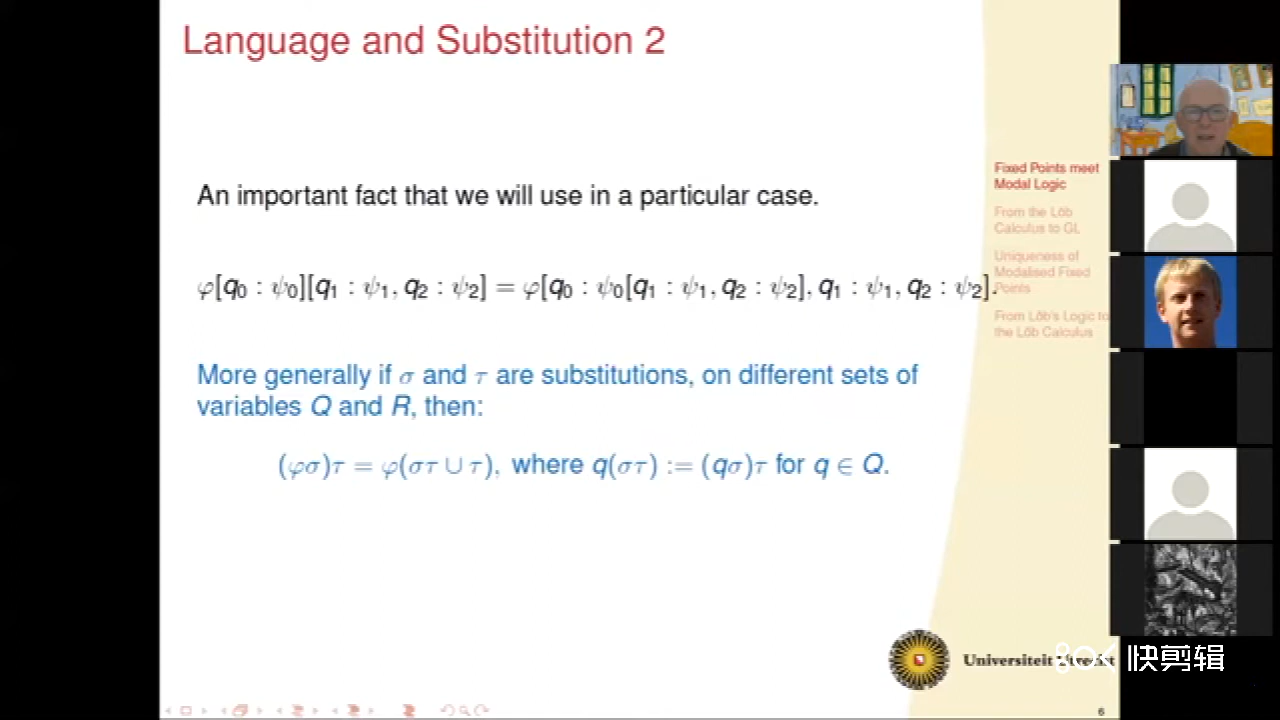 Language and Substitution 2
An important fact that we will use in a particular case.
φ[q₀ : ψ₀][q₁ : ψ₁, q₂ : ψ₂] = φ[q₀ : ψ₀[q₁ : ψ₁, q₂ : ψ₂], q₁ : ψ₁, q₂ : ψ₂].
More generally if σ and τ are substitutions, on different sets of
variables Q and R, then:
(φσ)τ = φ(στ ∪ τ), where q(στ) := (qσ)τ for q ∈ Q.
Fixed Points meet
Modal Logic
From the Löb
Calculus to GL
Uniqueness of
Modalised Fixed
Points
From Löb's Logic to
the Löb Calculus
Universiteit Utrecht
快剪辑
6